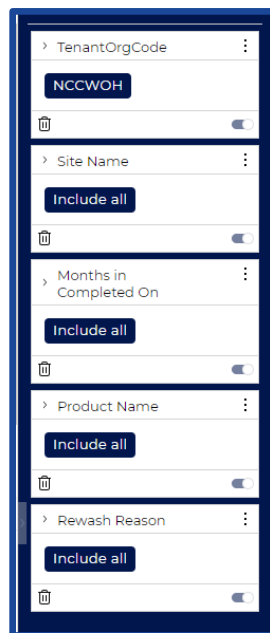 TenantOrgCode
NCCWOH
Site Name
Include all
Months in
Completed On
Include all
Product Name
Include all
Rewash Reason
Include all